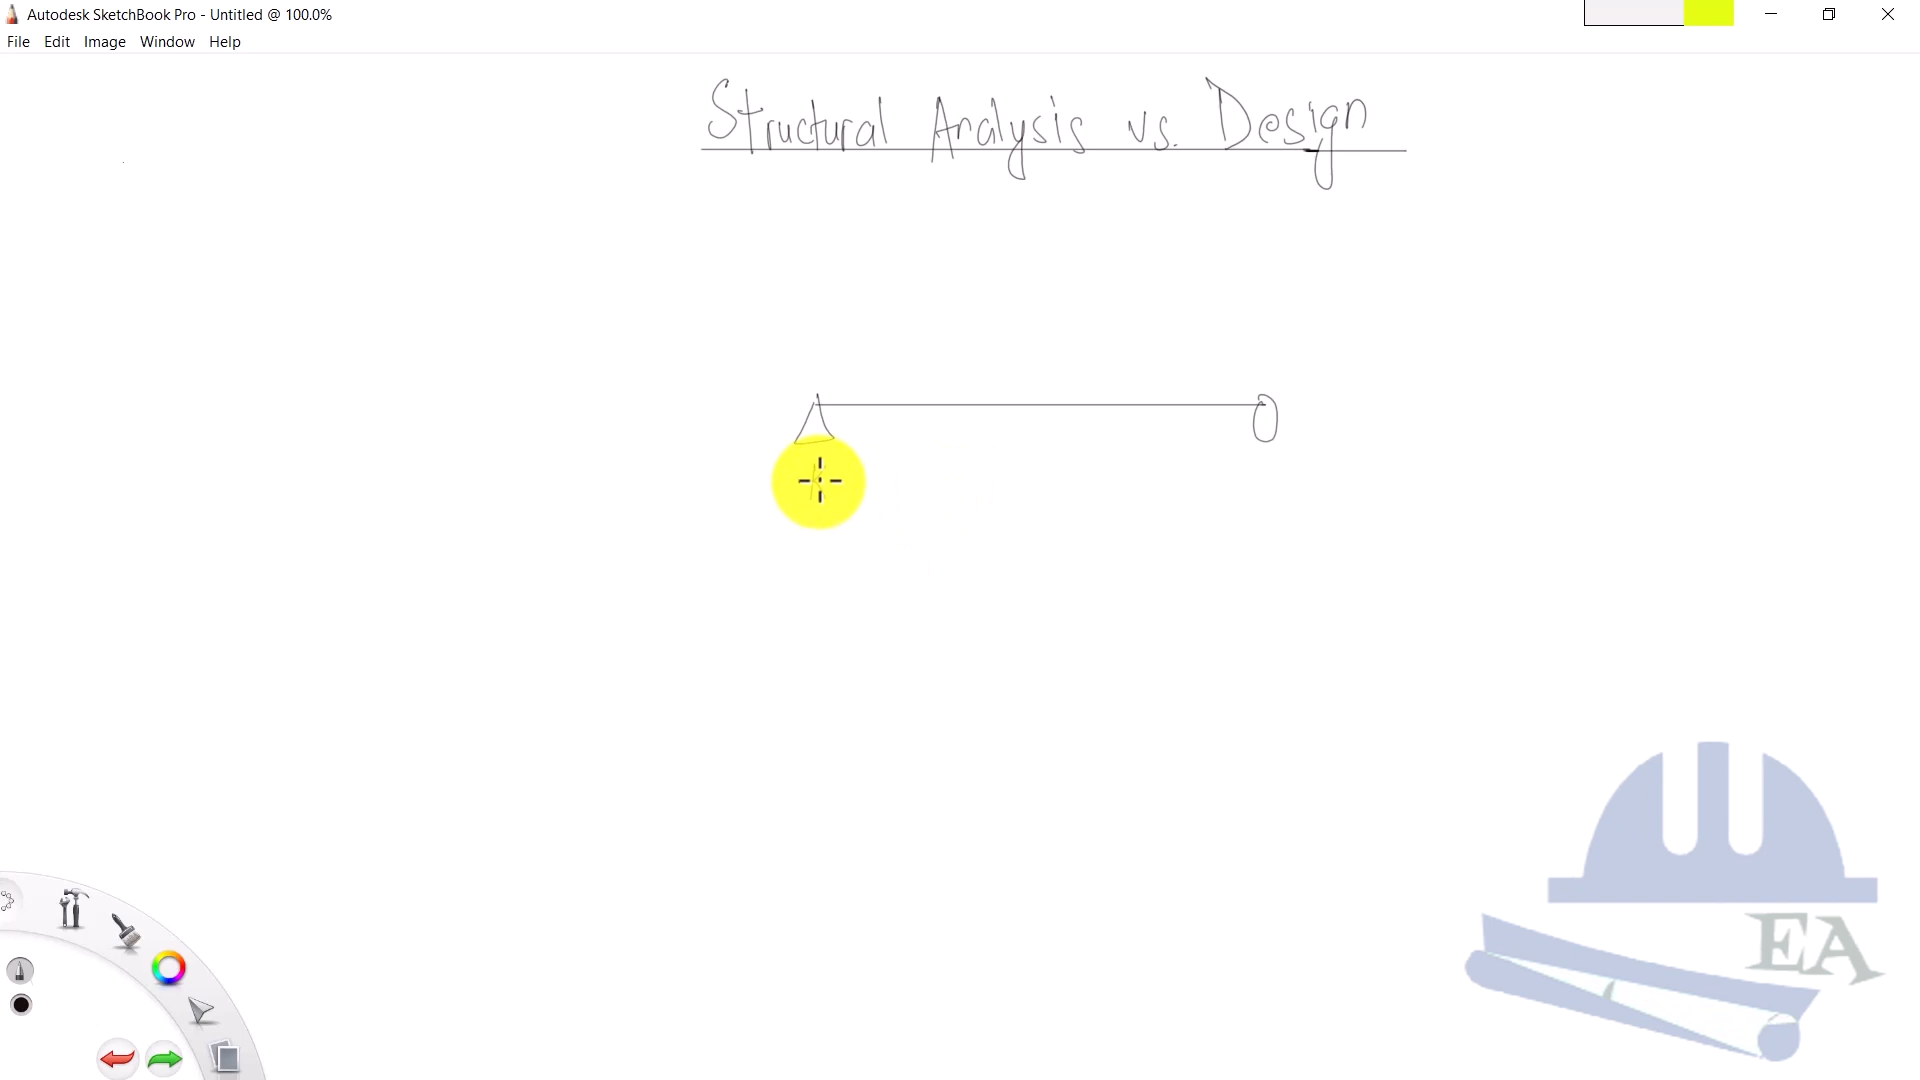 Autodesk SketchBook Pro - Untitled @ 100.0%
File Edit Image Window Help
Structural Analysis vs. Design
EA